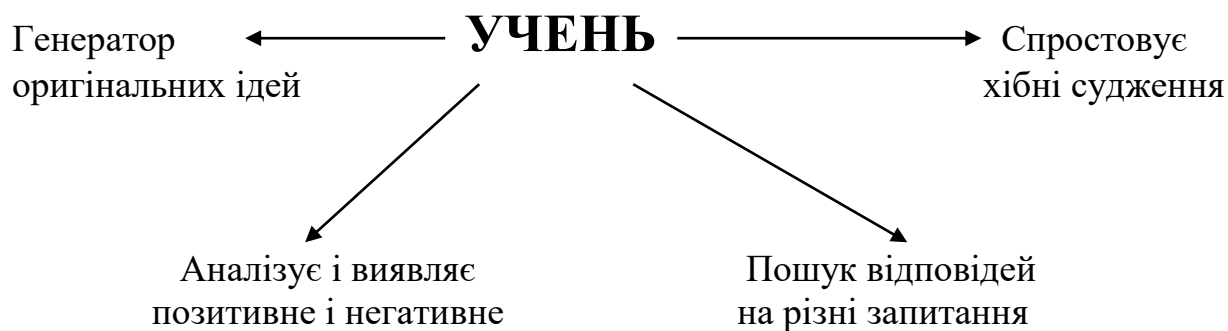 УЧЕНЬ
Генератор
оригінальних ідей
Спростовує
хібні судження
Аналізує і виявляє
позитивне і негативне
Пошук відповідей
на різні запитання